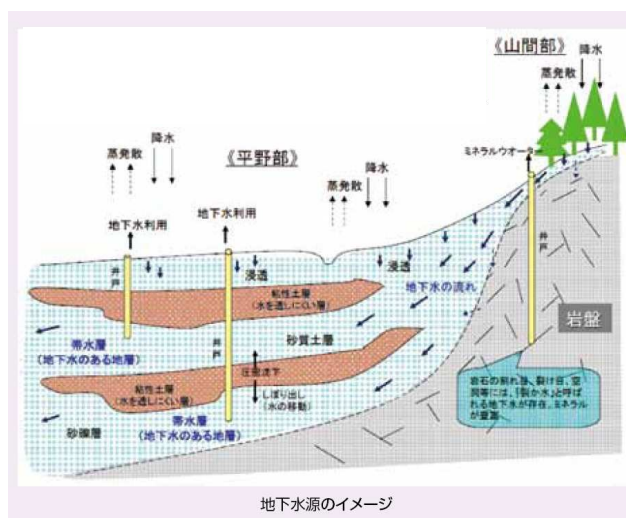 《山間部》
降水
蒸発散
ミネラルウオーター
降水
蒸発散
《平野部》
降水
蒸発散
地下水利用
地下水利用
井戸
井戸
井戸
浸透
浸透
粘性土層
(水を通しにくい層)
地下水の流れ
岩盤
帯水層
(地下水のある地層)
砂質土層
圧密沈下
しぼり出し
(水の移動)
粘性土層
(水を通しにくい層)
帯水層
(地下水のある地層)
砂礫層
岩石の割れ目、裂け目、空
洞等には、「裂か水」と呼ば
れる地下水が存在、ミネラル
が豊富
地下水源のイメージ